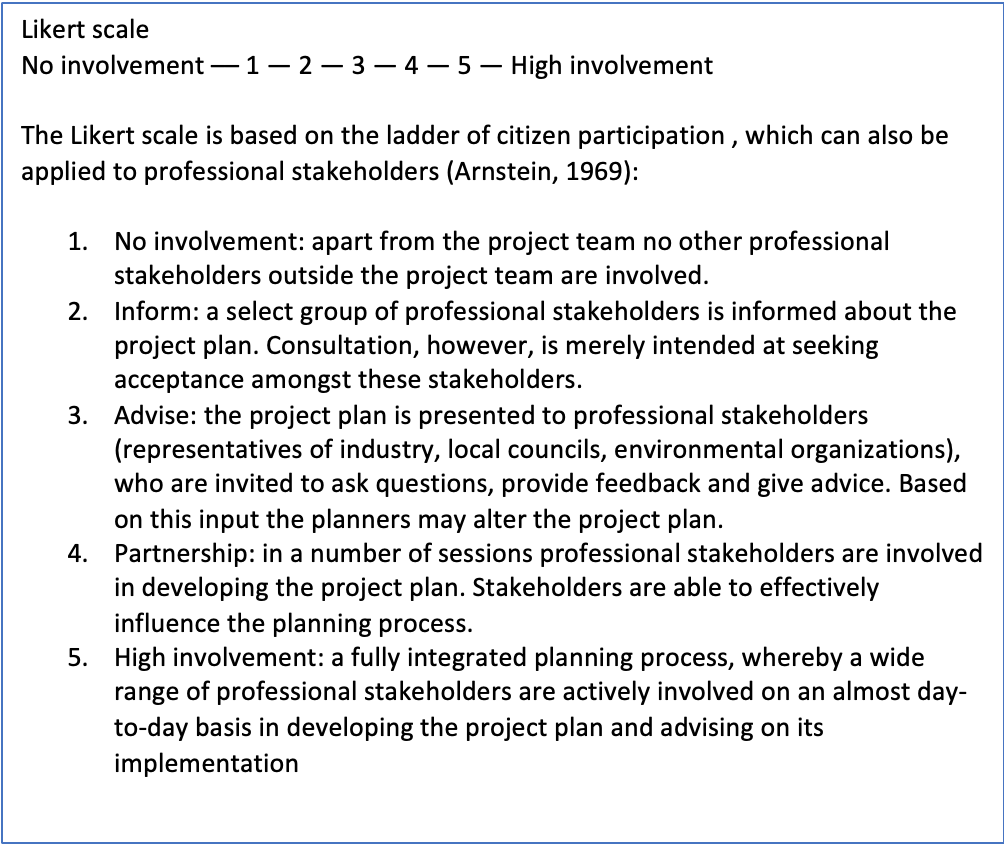 Likert scale
No involvement — 1 — 2 — 3 — 4 — 5 — High involvement
The Likert scale is based on the ladder of citizen participation , which can also be
applied to professional stakeholders (Arnstein, 1969):
1. No involvement: apart from the project team no other professional
stakeholders outside the project team are involved.
2. Inform: a select group of professional stakeholders is informed about the
project plan. Consultation, however, is merely intended at seeking
acceptance amongst these stakeholders.
3. Advise: the project plan is presented to professional stakeholders
(representatives of industry, local councils, environmental organizations),
who are invited to ask questions, provide feedback and give advice. Based
on this input the planners may alter the project plan.
4. Partnership: in a number of sessions professional stakeholders are involved
in developing the project plan. Stakeholders are able to effectively
influence the planning process.
5. High involvement: a fully integrated planning process, whereby a wide
range of professional stakeholders are actively involved on an almost day-
to-day basis in developing the project plan and advising on its
implementation